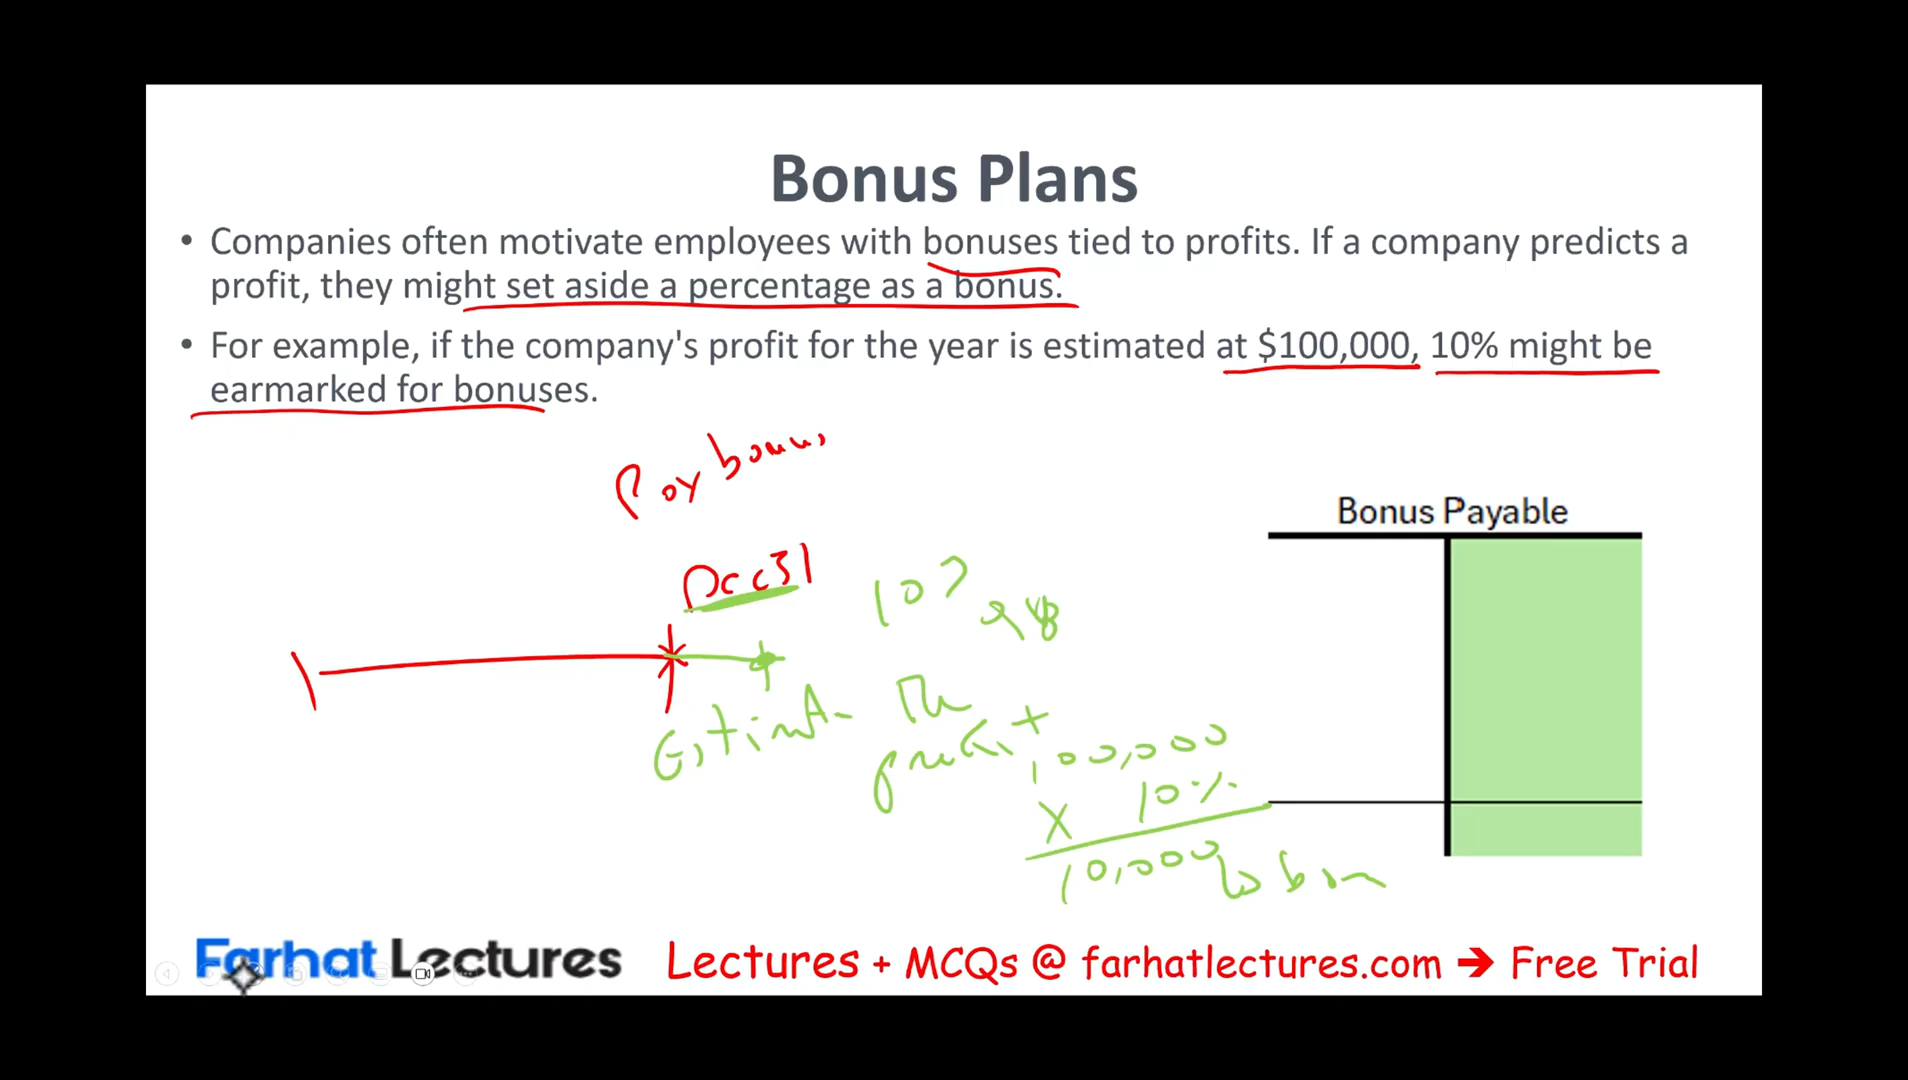 Bonus Plans
• Companies often motivate employees with bonuses tied to profits. If a company predicts a
profit, they might set aside a percentage as a bonus.
• For example, if the company's profit for the year is estimated at $100,000, 10% might be
earmarked for bonuses.
Pay bonus
Dec 31
Bonus Payable
the
profit
100,000
X 10%
10,000
Farhat Lectures
Lectures + MCQs @ farhatlectures.com → Free Trial